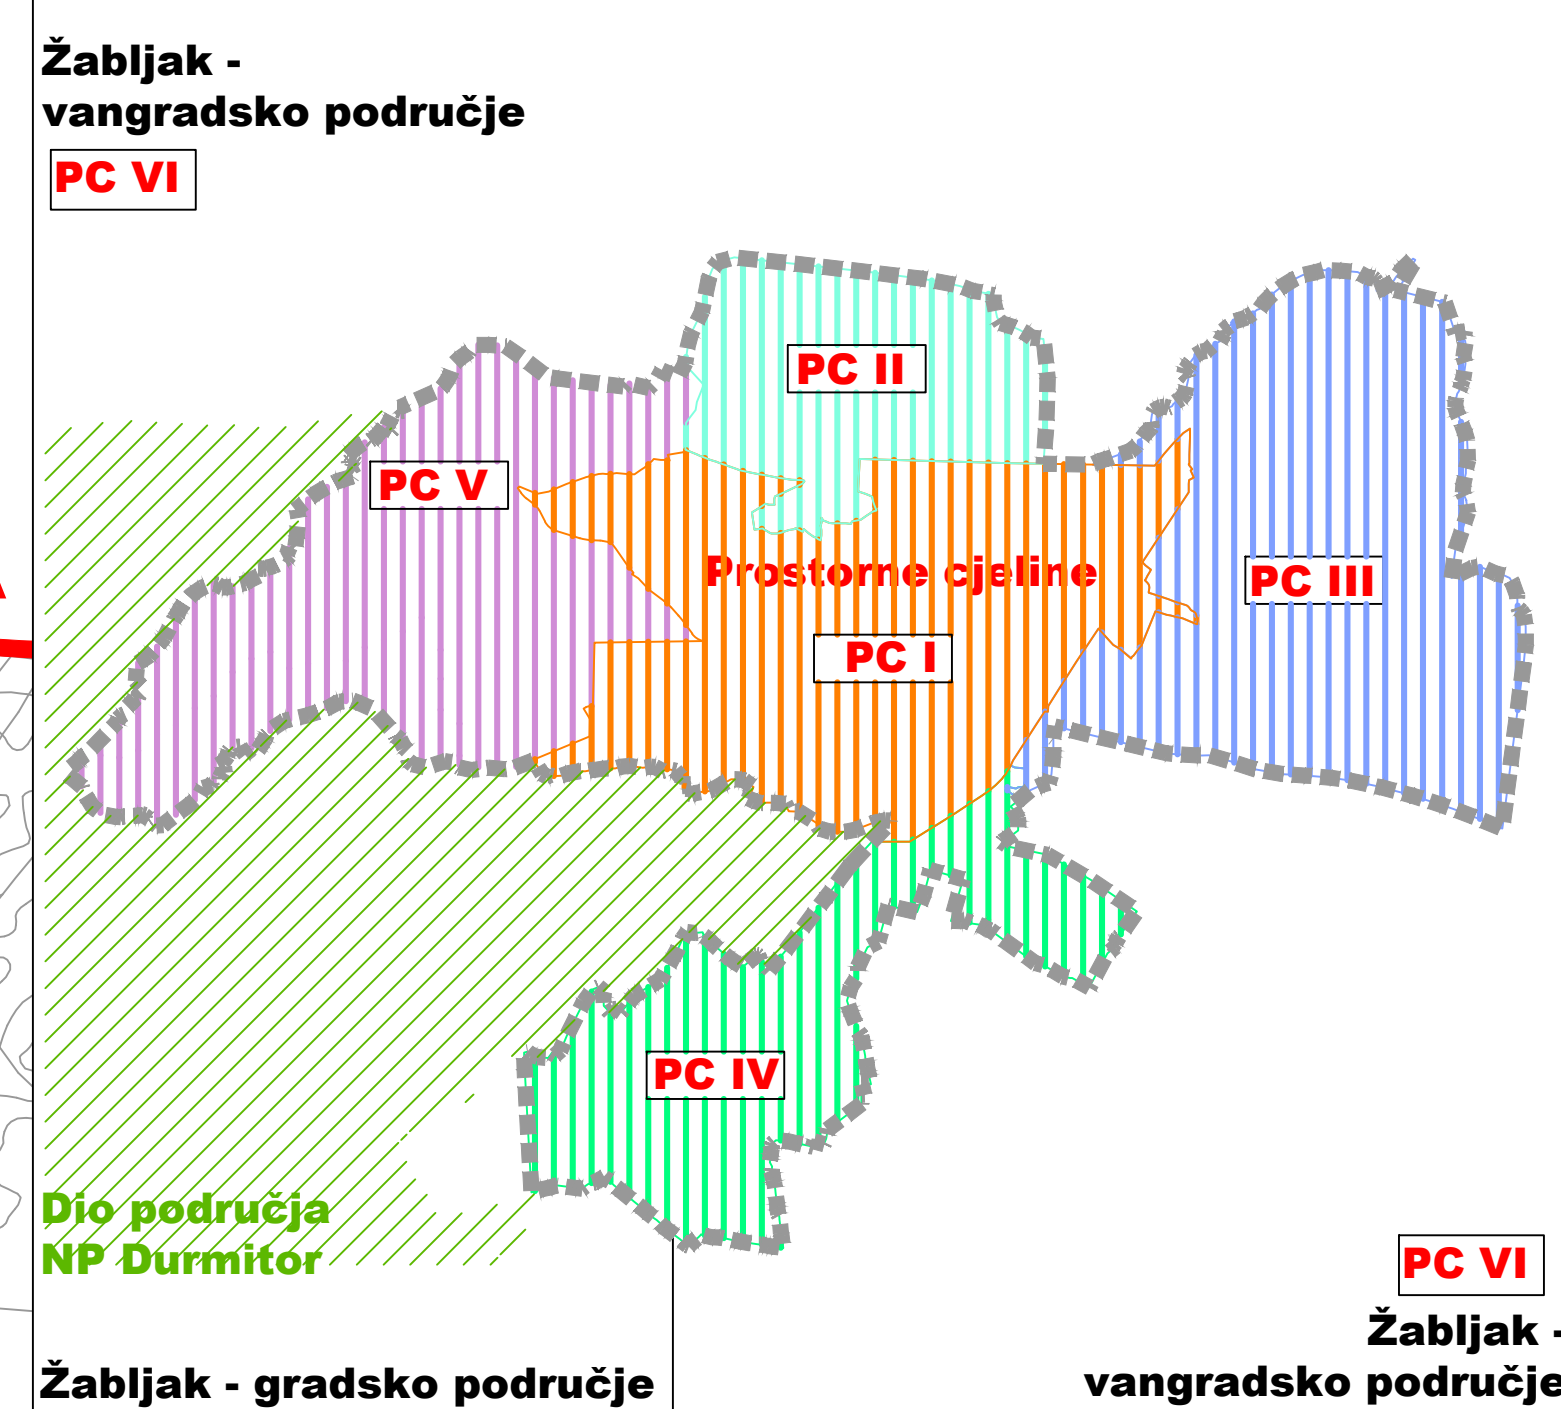 Žabljak -
vangradsko područje
PC VI
PC II
PC V
Prostorne cjeline
PC III
PC I
PC IV
Dio područja
NP Durmitor
PC VI
Žabljak -
vangradsko područje
Žabljak - gradsko područje